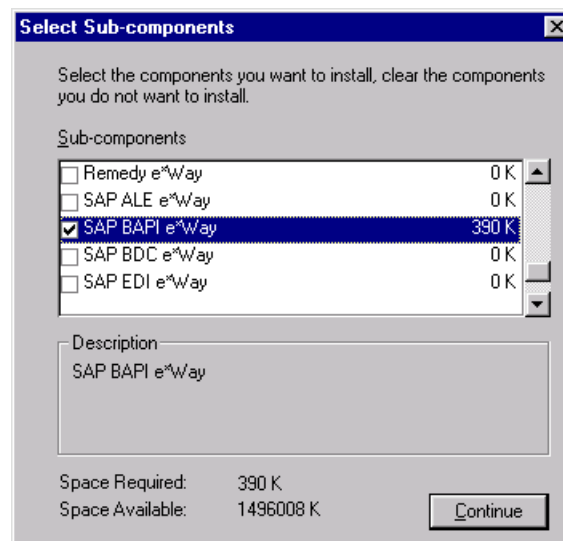 Select Sub-components
Select the components you want to install, clear the components
you do not want to install.
Sub-components
Remedy e*Way 0 K
SAP ALE e*Way 0 K
SAP BAPI e*Way 390 K
SAP BDC e*Way 0 K
SAP EDI e*Way 0 K
Description
SAP BAPI e*Way
Space Required: 390 K
Space Available: 1496008 K
Continue